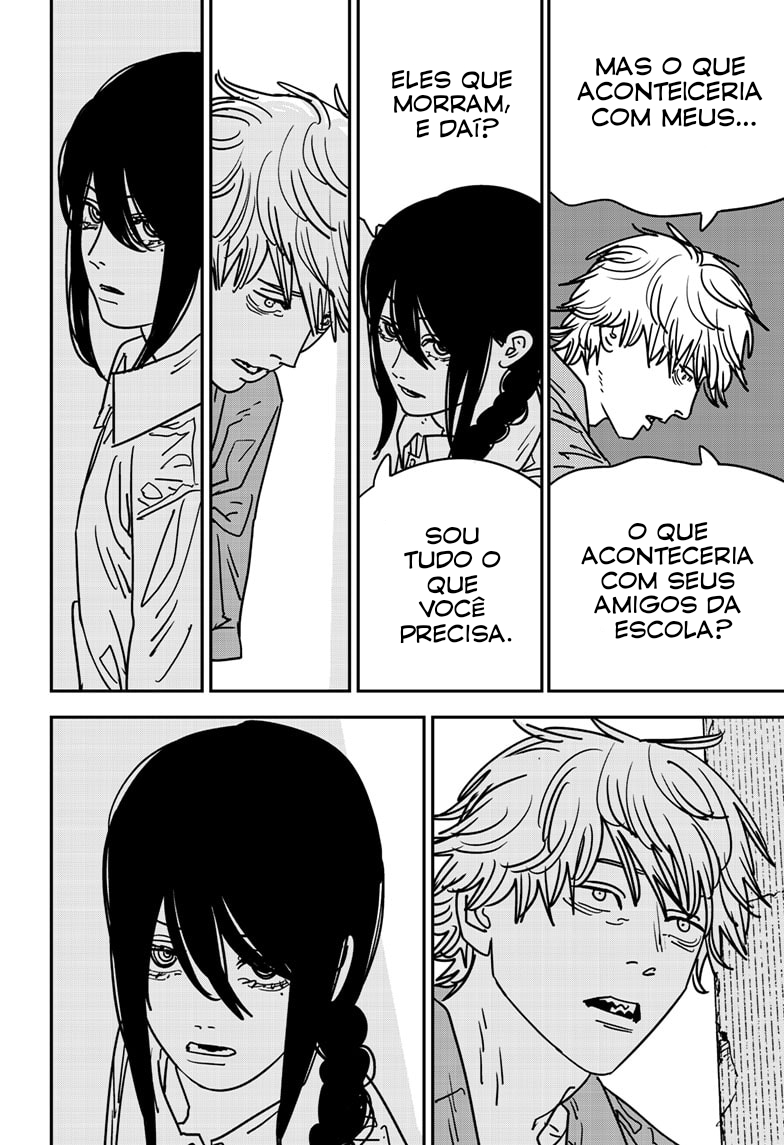 MAS O QUE
ACONTEICERIA
COM MEUS...
O QUE
ACONTECERIA
COM SEUS
AMIGOS DA
ESCOLA?
ELES QUE
MORRAM,
E DAÍ?
SOU
TUDO O
QUE
VOCÊ
PRECISA.